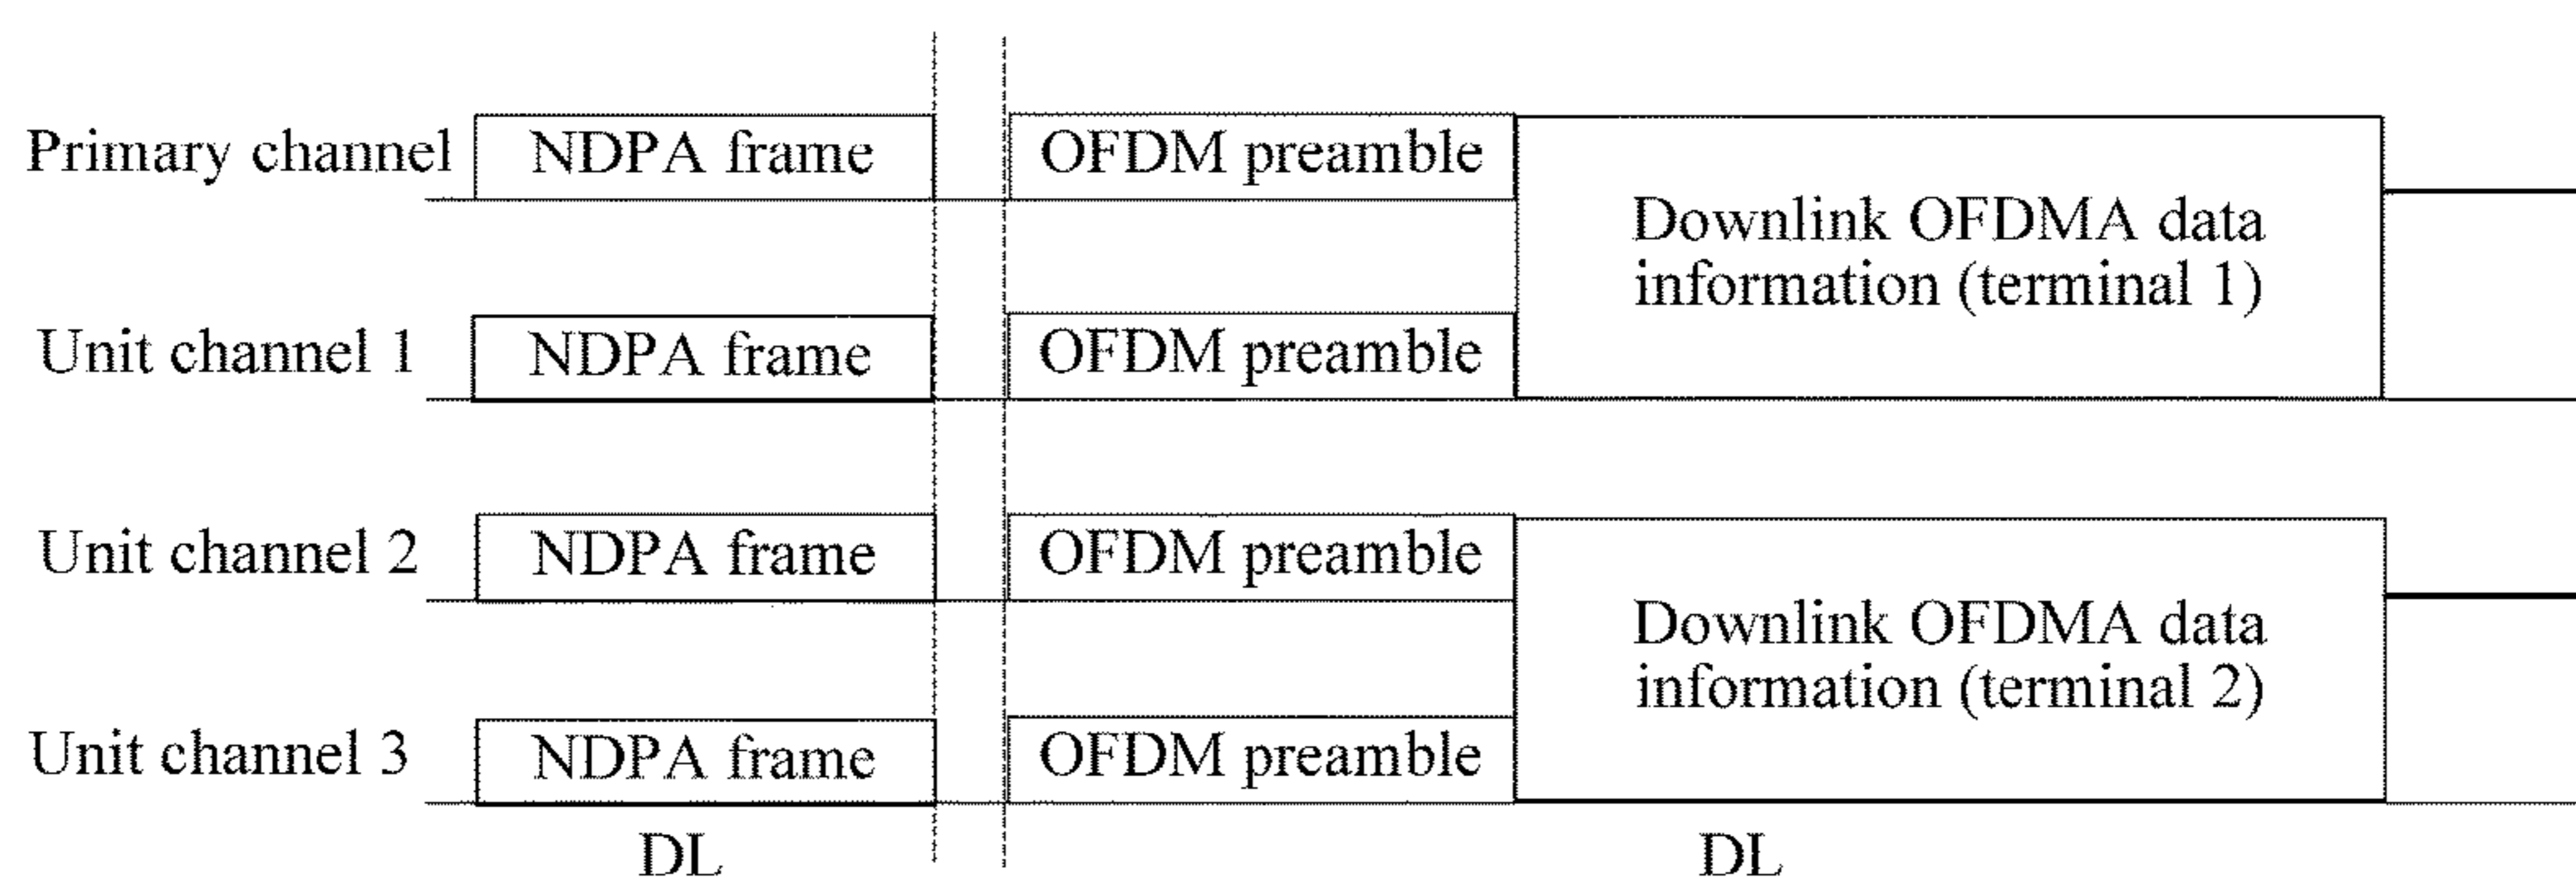 Primary channel NDPA frame OFDM preamble
Downlink OFDMA data
information (terminal 1)
Unit channel 1 NDPA frame OFDM preamble
Unit channel 2 NDPA frame OFDM preamble
Downlink OFDMA data
information (terminal 2)
Unit channel 3 NDPA frame OFDM preamble
DL DL